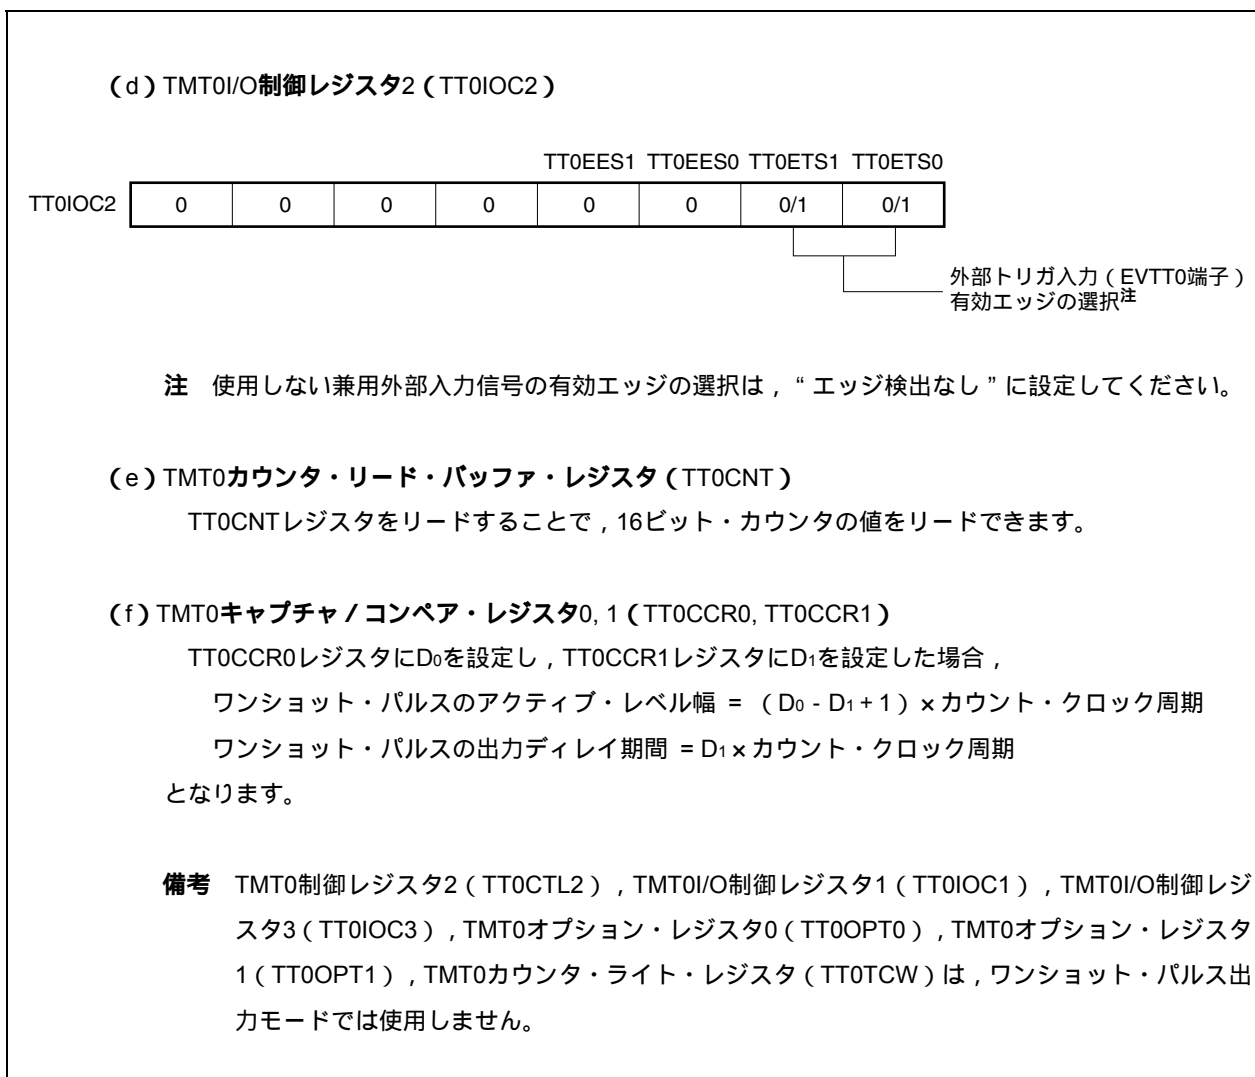 （d）TMT0I/O制御レジスタ2（TT0IOC2）
TT0EES1 TT0EES0 TT0ETS1 TT0ETS0
TT0IOC2 0 0 0 0 0 0 0/1 0/1
外部トリガ入力（EVTT0端子）
有効エッジの選択注
注　使用しない兼用外部入力信号の有効エッジの選択は，“エッジ検出なし”に設定してください。
（e）TMT0カウンタ・リード・バッファ・レジスタ（TT0CNT）
TT0CNTレジスタをリードすることで，16ビット・カウンタの値をリードできます。
（f）TMT0キャプチャ／コンペア・レジスタ0, 1（TT0CCR0, TT0CCR1）
TT0CCR0レジスタにD0を設定し，TT0CCR1レジスタにD1を設定した場合，
ワンショット・パルスのアクティブ・レベル幅 = （D0 - D1 + 1）×カウント・クロック周期
ワンショット・パルスの出力ディレイ期間 = D1×カウント・クロック周期
となります。
備考　TMT0制御レジスタ2（TT0CTL2），TMT0I/O制御レジスタ1（TT0IOC1），TMT0I/O制御レジ
スタ3（TT0IOC3），TMT0オプション・レジスタ0（TT0OPT0），TMT0オプション・レジスタ
1（TT0OPT1），TMT0カウンタ・ライト・レジスタ（TT0TCW）は，ワンショット・パルス出
力モードでは使用しません。